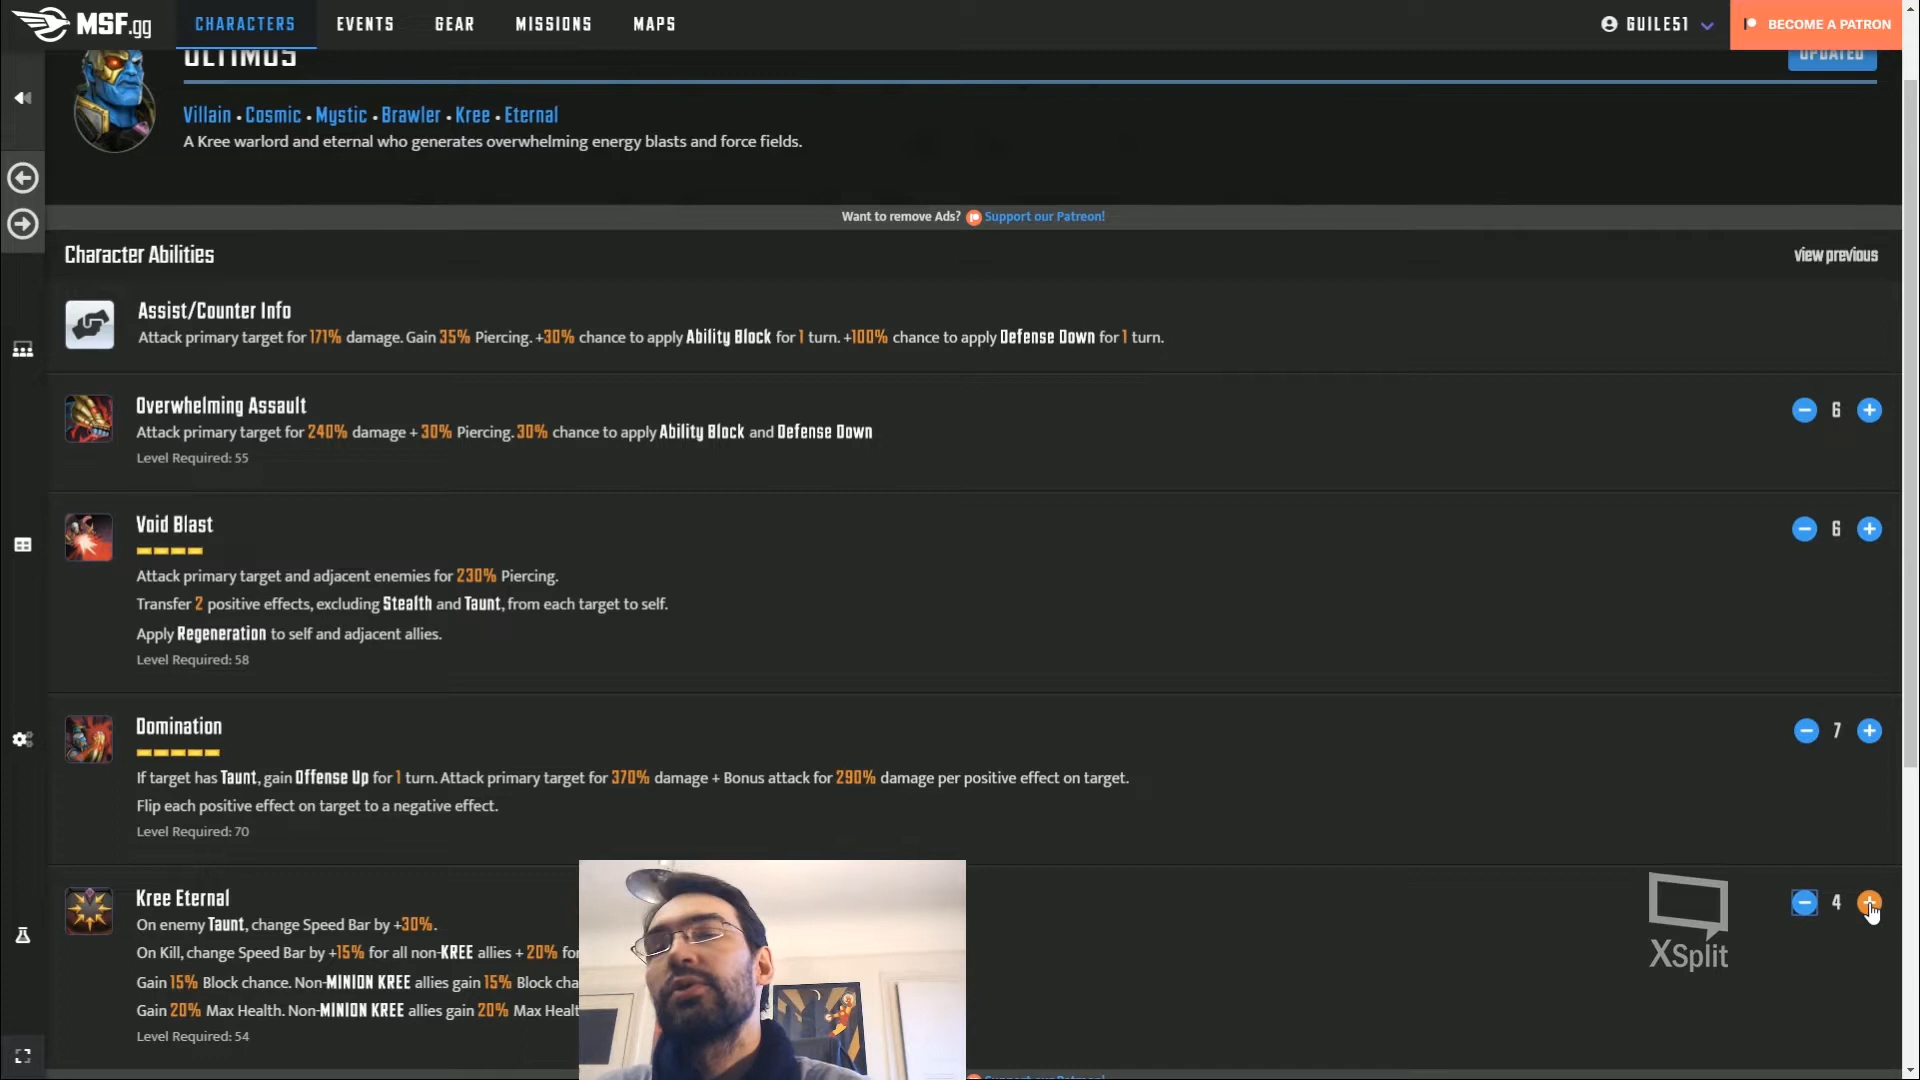 MSF.gg
CHARACTERS
EVENTS
GEAR
MISSIONS
MAPS
GUILE51
BECOME A PATRON
ULTIMUS
UPDATED
Villain • Cosmic • Mystic • Brawler • Kree • Eternal
A Kree warlord and eternal who generates overwhelming energy blasts and force fields.
Want to remove Ads? Support our Patreon!
Character Abilities
view previous
Assist/Counter Info
Attack primary target for 171% damage. Gain 35% Piercing. +30% chance to apply Ability Block for 1 turn. +100% chance to apply Defense Down for 1 turn.
Overwhelming Assault
6
Attack primary target for 240% damage + 30% Piercing. 30% chance to apply Ability Block and Defense Down
Level Required: 55
Void Blast
6
Attack primary target and adjacent enemies for 230% Piercing.
Transfer 2 positive effects, excluding Stealth and Taunt, from each target to self.
Apply Regeneration to self and adjacent allies.
Level Required: 58
Domination
7
If target has Taunt, gain Offense Up for 1 turn. Attack primary target for 370% damage + Bonus attack for 290% damage per positive effect on target.
Flip each positive effect on target to a negative effect.
Level Required: 70
Kree Eternal
4
On enemy Taunt, change Speed Bar by +30%.
On Kill, change Speed Bar by +15% for all non-KREE allies + 20% fo
Gain 15% Block chance. Non-MINION KREE allies gain 15% Block cha
Gain 20% Max Health. Non-MINION KREE allies gain 20% Max Healt
Level Required: 54
XSplit
Support our Patreon!